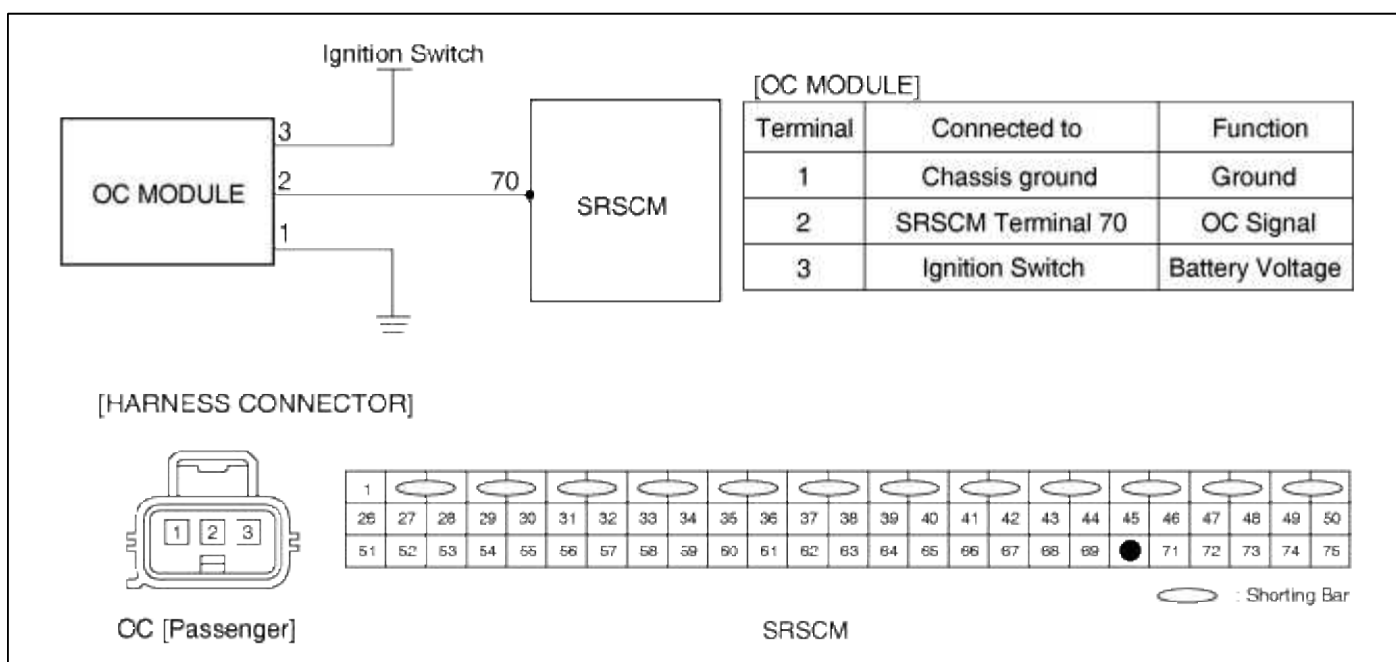 Ignition Switch
3
OC MODULE
2
70
SRSCM
1
[OC MODULE]
Terminal Connected to Function
1 Chassis ground Ground
2 SRSCM Terminal 70 OC Signal
3 Ignition Switch Battery Voltage
[HARNESS CONNECTOR]
1 2 3
OC [Passenger]
1
26 27 28 29 30 31 32 33 34 35 36 37 38 39 40 41 42 43 44 45 46 47 48 49 50
51 52 53 54 55 56 57 58 59 60 61 62 63 64 65 66 67 68 69 71 72 73 74 75
: Shorting Bar
SRSCM